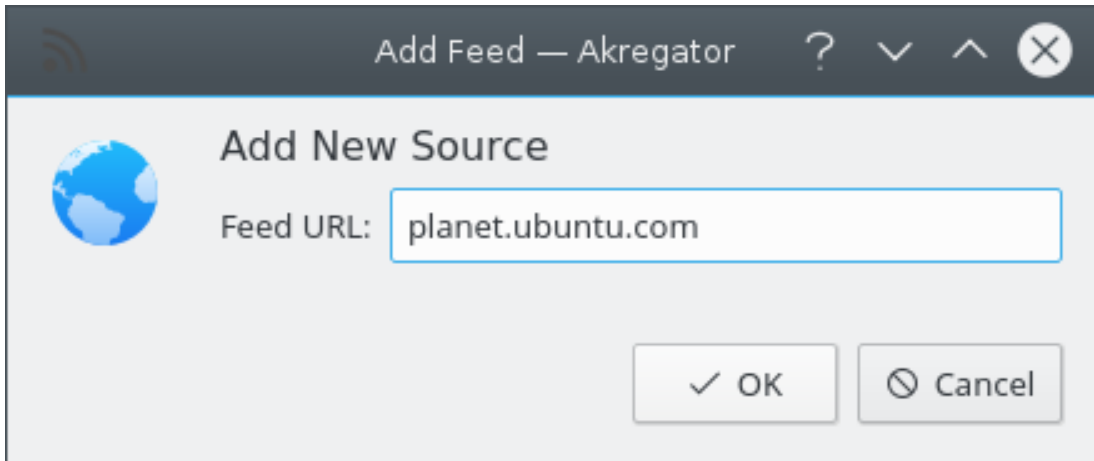 Add Feed — Akregator ?
Add New Source
Feed URL: planet.ubuntu.com
OK Cancel